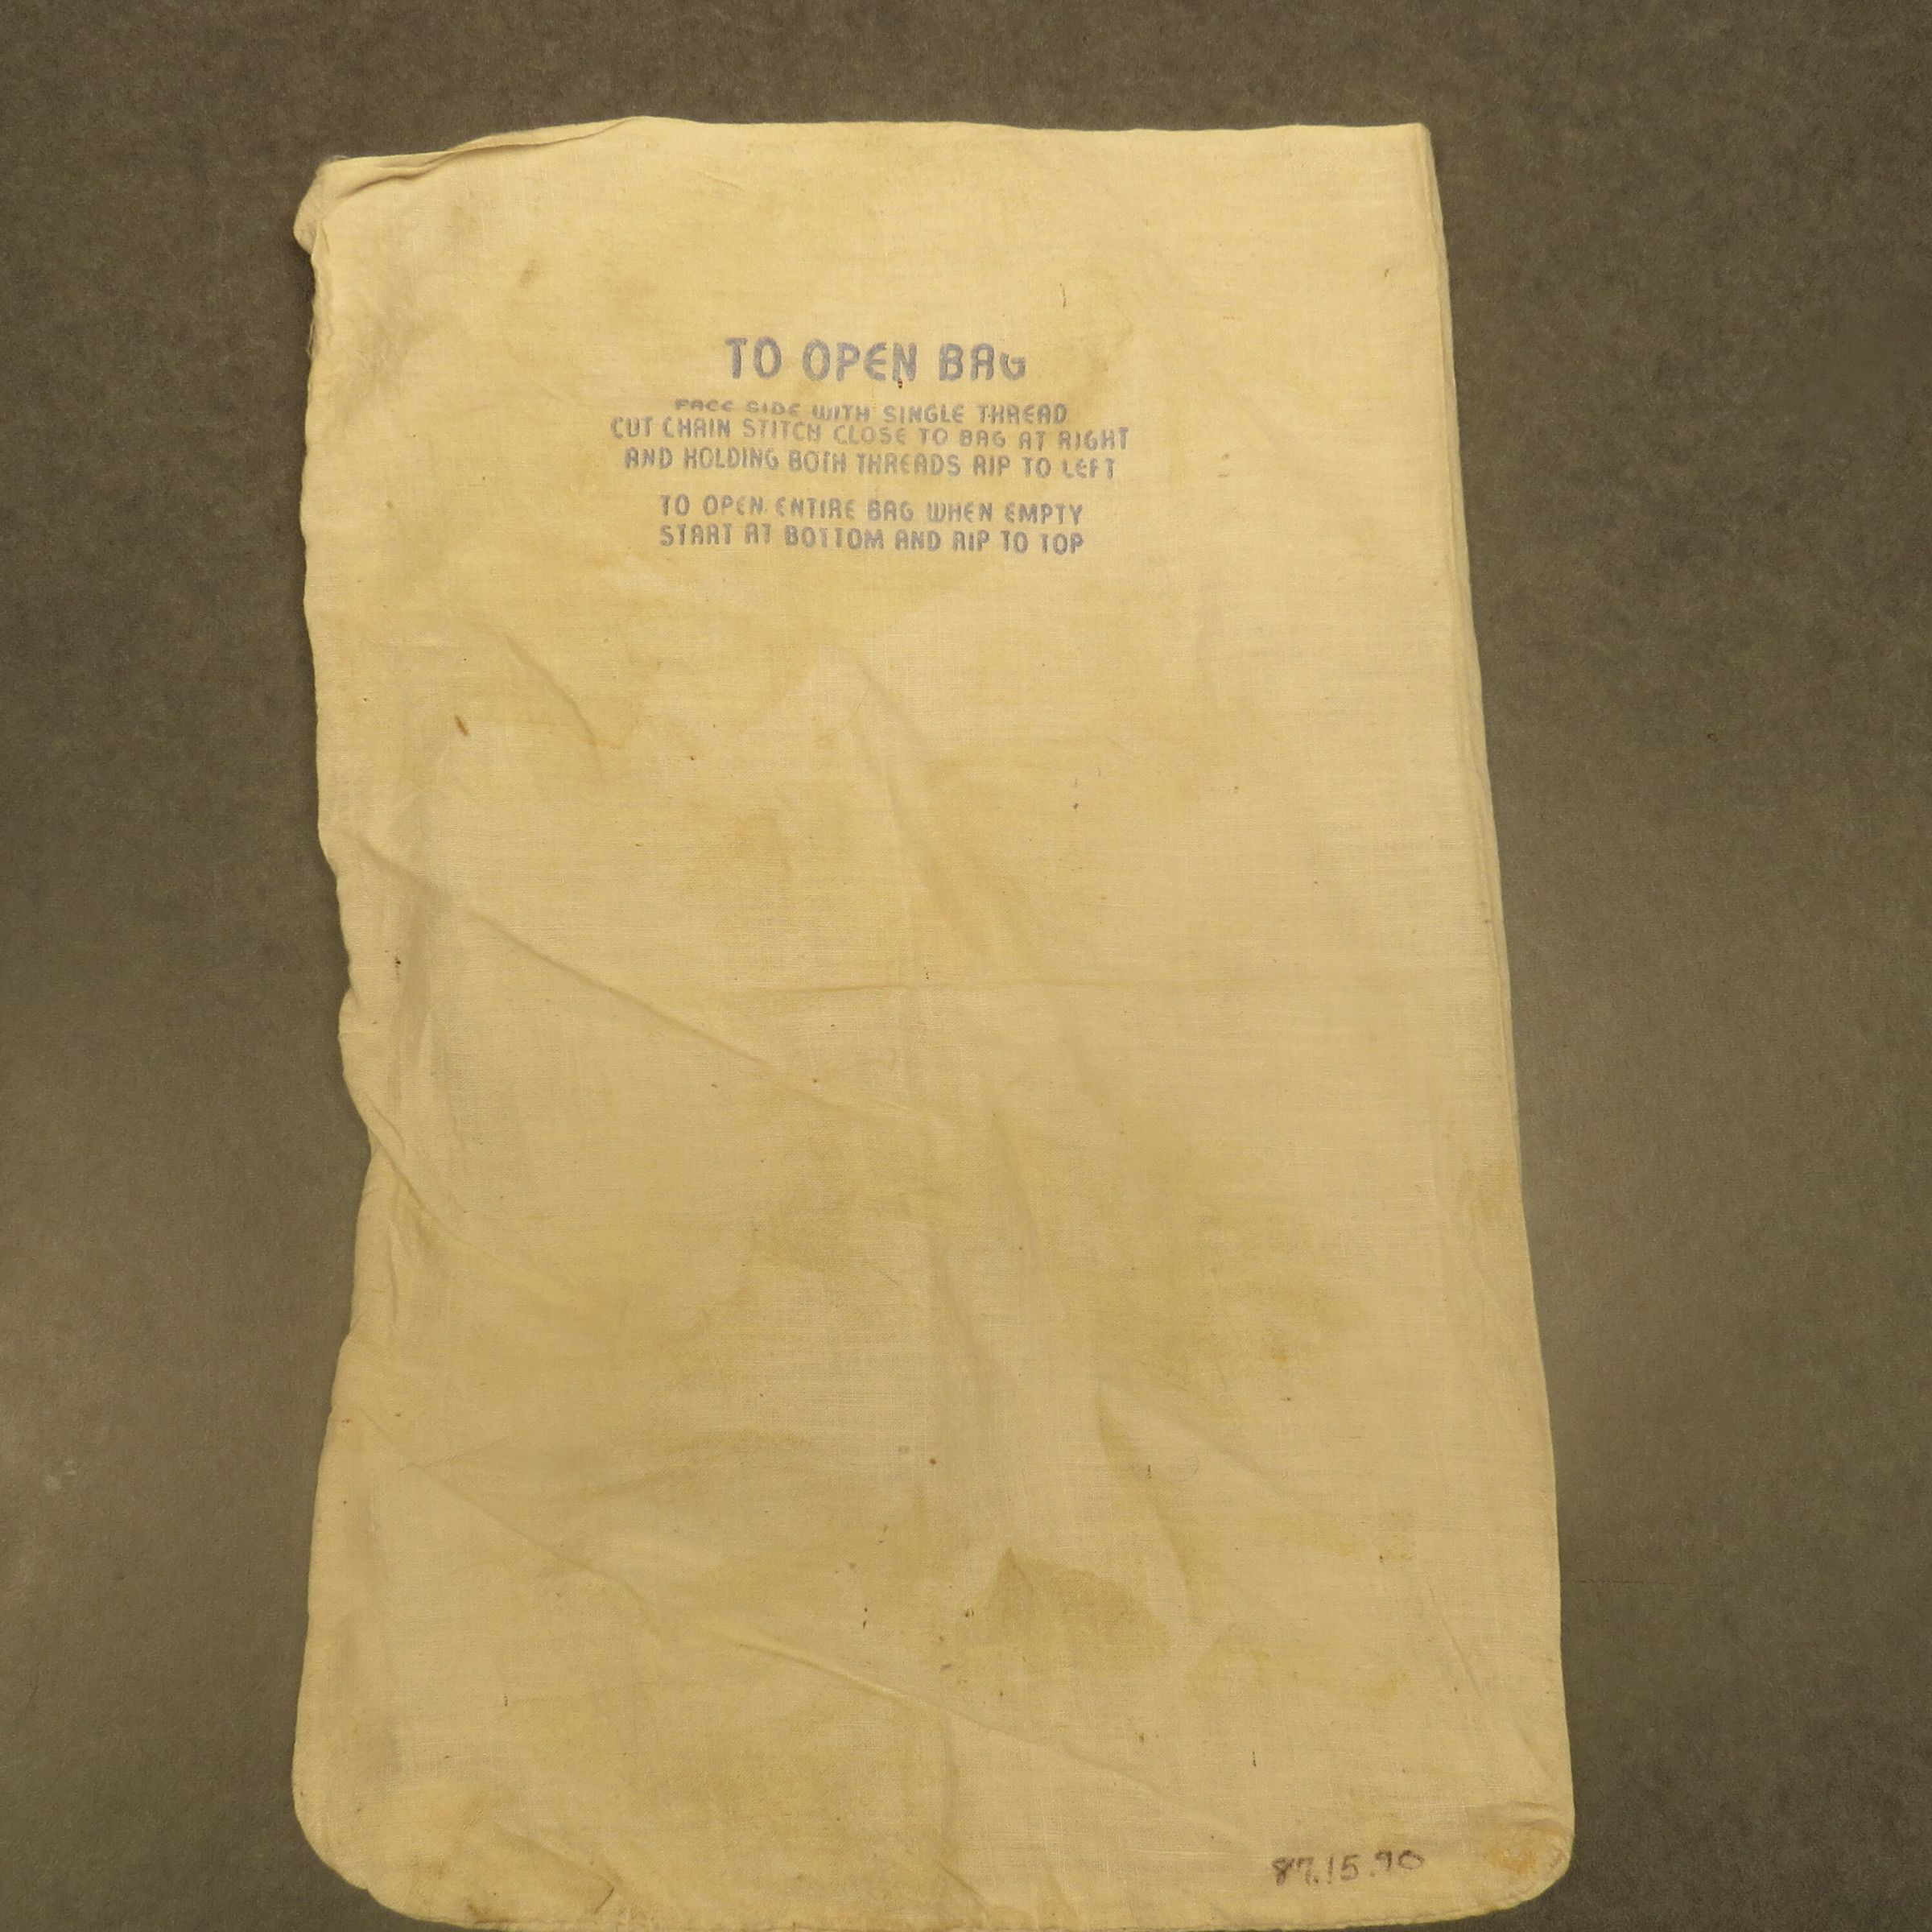 TO OPEN BAG
FACE SIDE WITH SINGLE THREAD
CUT CHAIN STITCH CLOSE TO BAG AT RIGHT
AND HOLDING BOTH THREADS RIP TO LEFT
TO OPEN ENTIRE BAG WHEN EMPTY
START AT BOTTOM AND RIP TO TOP
87.15.90